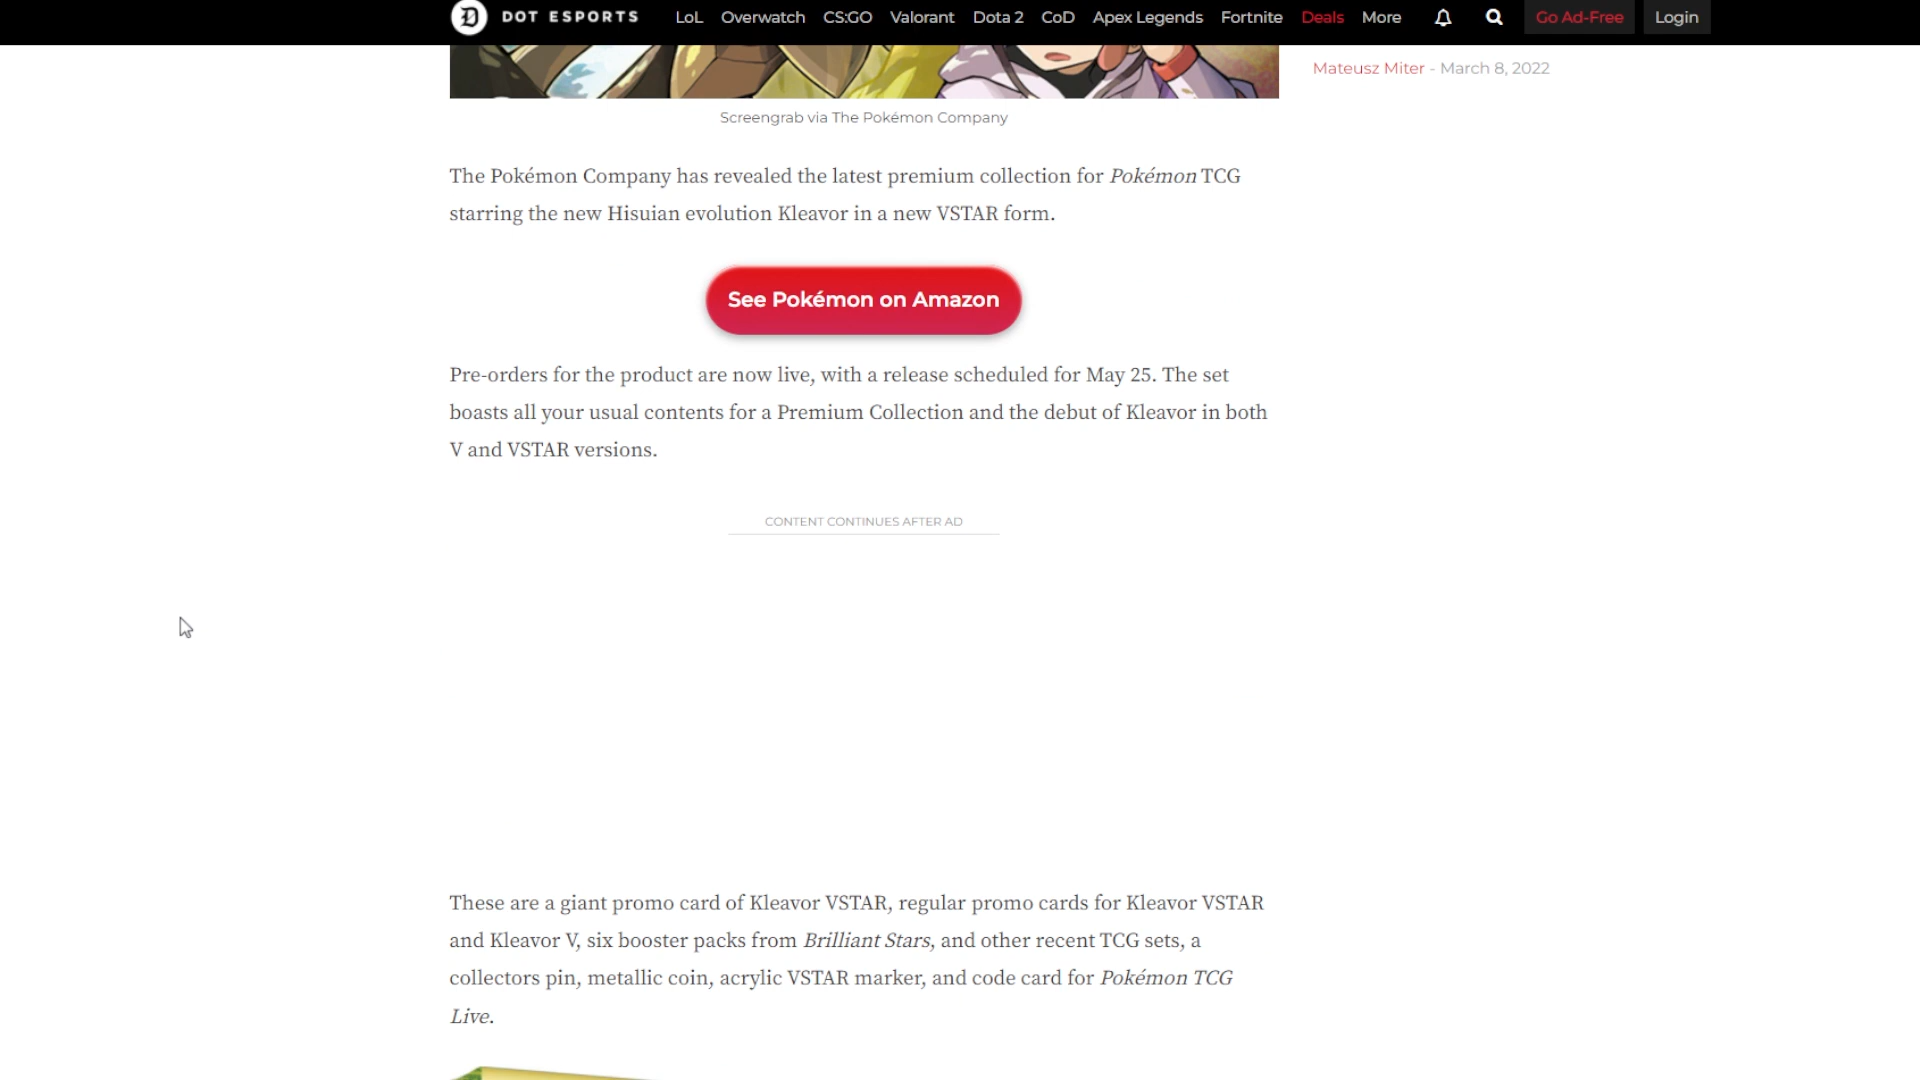 DOT ESPORTS LoL Overwatch CS:GO Valorant Dota 2 CoD Apex Legends Fortnite Deals More Go Ad-Free Login
Mateusz Miter - March 8, 2022
Screengrab via The Pokémon Company
The Pokémon Company has revealed the latest premium collection for Pokémon TCG
starring the new Hisuian evolution Kleavor in a new VSTAR form.
See Pokémon on Amazon
Pre-orders for the product are now live, with a release scheduled for May 25. The set
boasts all your usual contents for a Premium Collection and the debut of Kleavor in both
V and VSTAR versions.
CONTENT CONTINUES AFTER AD
These are a giant promo card of Kleavor VSTAR, regular promo cards for Kleavor VSTAR
and Kleavor V, six booster packs from Brilliant Stars, and other recent TCG sets, a
collectors pin, metallic coin, acrylic VSTAR marker, and code card for Pokémon TCG
Live.